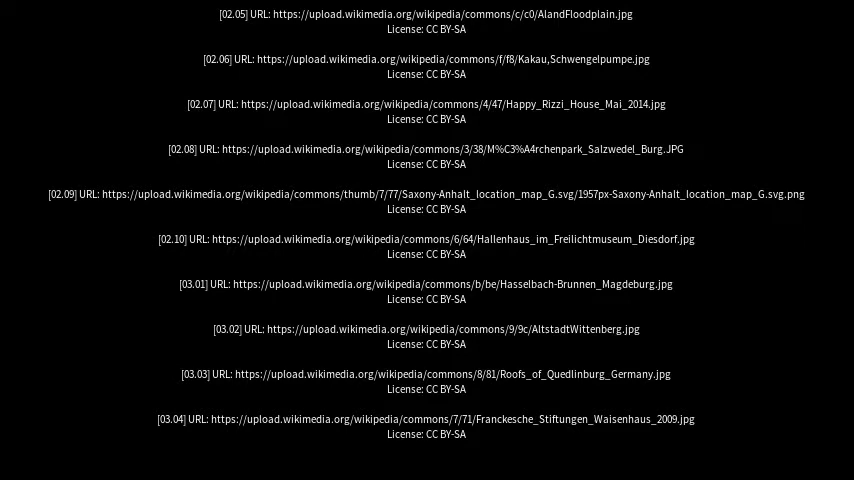 [02.05] URL: https://upload.wikimedia.org/wikipedia/commons/c/c0/AlandFloodplain.jpg
License: CC BY-SA
[02.06] URL: https://upload.wikimedia.org/wikipedia/commons/f/f8/Kakau,Schwengelpumpe.jpg
License: CC BY-SA
[02.07] URL: https://upload.wikimedia.org/wikipedia/commons/4/47/Happy_Rizzi_House_Mai_2014.jpg
License: CC BY-SA
[02.08] URL: https://upload.wikimedia.org/wikipedia/commons/3/38/M%C3%A4rchenpark_Salzwedel_Burg.JPG
License: CC BY-SA
[02.09] URL: https://upload.wikimedia.org/wikipedia/commons/thumb/7/77/Saxony-Anhalt_location_map_G.svg/1957px-Saxony-Anhalt_location_map_G.svg.png
License: CC BY-SA
[02.10] URL: https://upload.wikimedia.org/wikipedia/commons/6/64/Hallenhaus_im_Freilichtmuseum_Diesdorf.jpg
License: CC BY-SA
[03.01] URL: https://upload.wikimedia.org/wikipedia/commons/b/be/Hasselbach-Brunnen_Magdeburg.jpg
License: CC BY-SA
[03.02] URL: https://upload.wikimedia.org/wikipedia/commons/9/9c/AltstadtWittenberg.jpg
License: CC BY-SA
[03.03] URL: https://upload.wikimedia.org/wikipedia/commons/8/81/Roofs_of_Quedlinburg_Germany.jpg
License: CC BY-SA
[03.04] URL: https://upload.wikimedia.org/wikipedia/commons/7/71/Franckesche_Stiftungen_Waisenhaus_2009.jpg
License: CC BY-SA